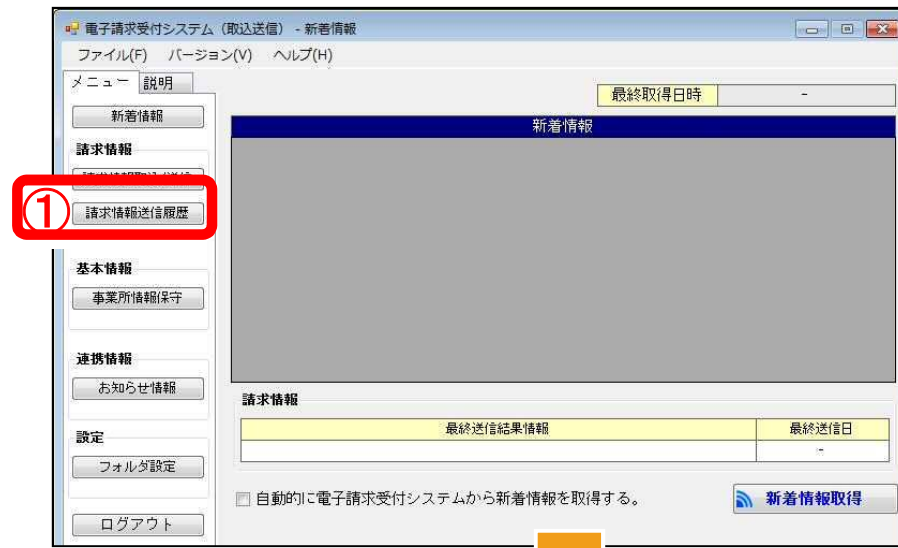 電子請求受付システム（取込送信） - 新着情報
ファイル(F) バージョン(V) ヘルプ(H)
メニュー 説明
最終取得日時 -
新着情報
新着情報
請求情報
①
請求情報送信履歴
基本情報
事業所情報保守
連携情報
お知らせ情報
請求情報
最終送信結果情報 最終送信日
-
設定
フォルダ設定
自動的に電子請求受付システムから新着情報を取得する。
新着情報取得
ログアウト